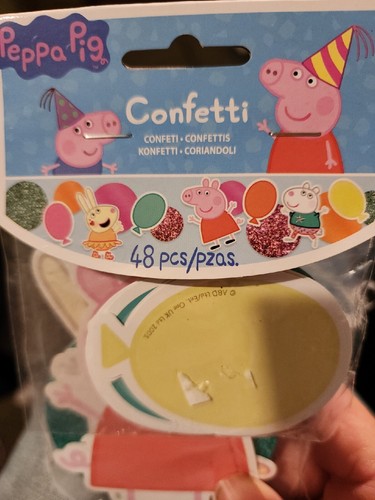 Peppa Pig
Confetti
CONFETI • CONFETTIS
KONFETTI • CORIANDOLI
48 pcs/pzas.